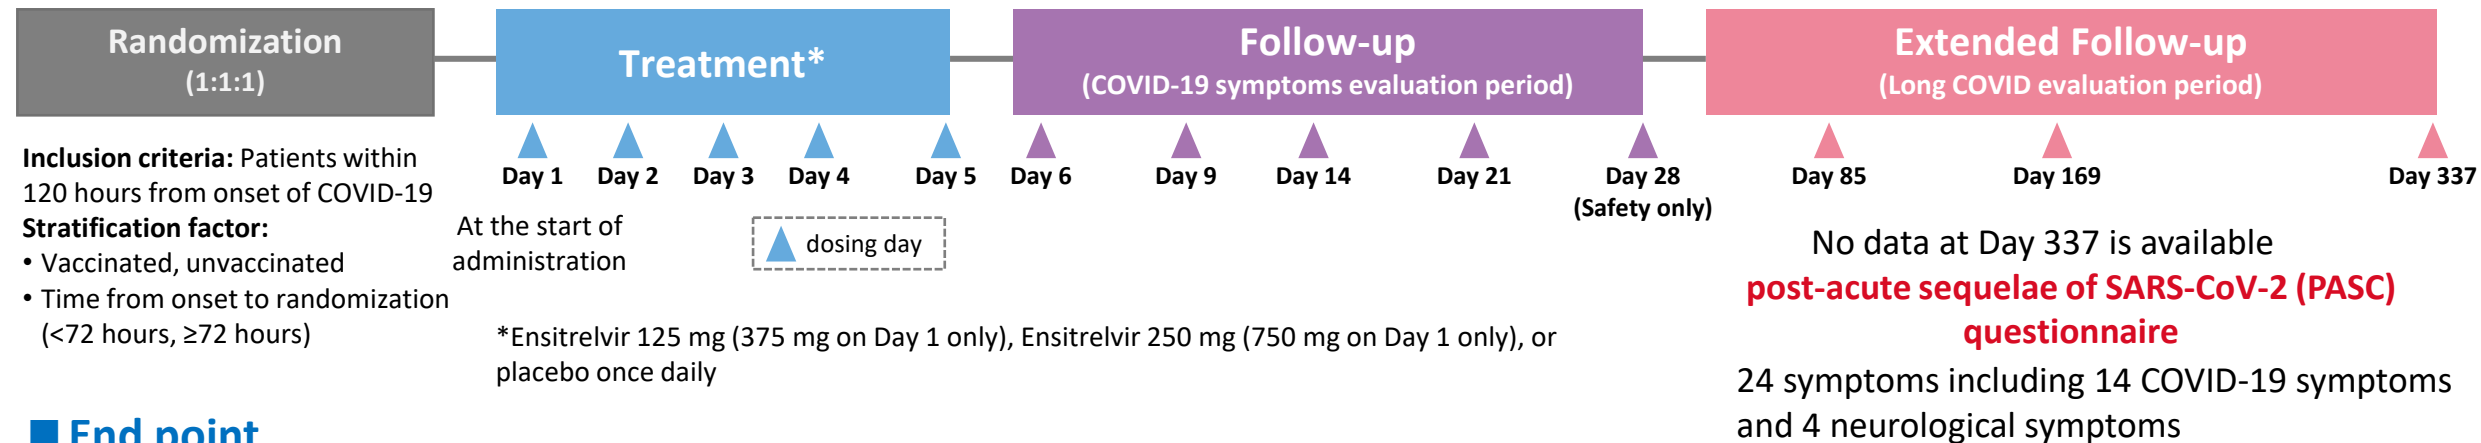 Randomization
(1:1:1)
Treatment*
Follow-up
(COVID-19 symptoms evaluation period)
Extended Follow-up
(Long COVID evaluation period)
Inclusion criteria: Patients within
120 hours from onset of COVID-19
Stratification factor:
• Vaccinated, unvaccinated
• Time from onset to randomization
(<72 hours, ≥72 hours)
Day 1 Day 2 Day 3 Day 4 Day 5 Day 6 Day 9 Day 14 Day 21 Day 28 Day 85 Day 169 Day 337
(Safety only)
At the start of
administration
dosing day
*Ensitrelvir 125 mg (375 mg on Day 1 only), Ensitrelvir 250 mg (750 mg on Day 1 only), or
placebo once daily
No data at Day 337 is available
post-acute sequelae of SARS-CoV-2 (PASC)
questionnaire
24 symptoms including 14 COVID-19 symptoms
and 4 neurological symptoms
■ End point